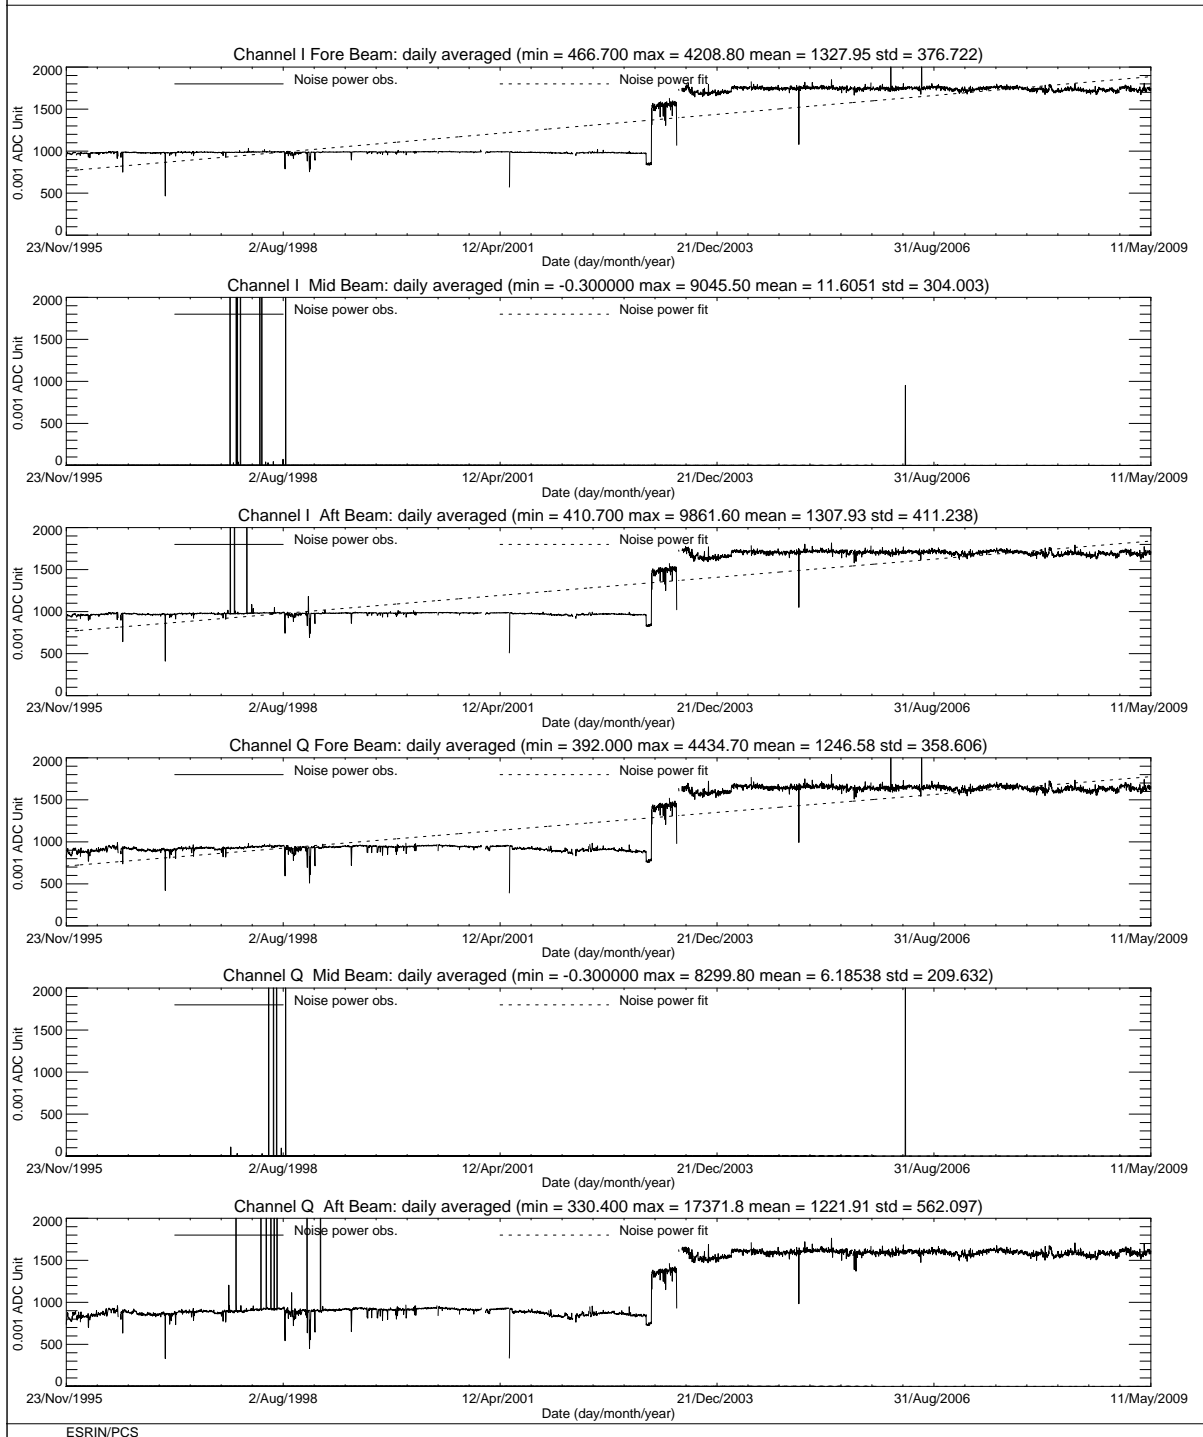 Channel I Fore Beam: daily averaged (min = 466.700 max = 4208.80 mean = 1327.95 std = 376.722)
Noise power obs. Noise power fit
2000
1500
1000
500
0
0.001 ADC Unit
23/Nov/1995 2/Aug/1998 12/Apr/2001 21/Dec/2003 31/Aug/2006 11/May/2009
Date (day/month/year)
Channel I Mid Beam: daily averaged (min = -0.300000 max = 9045.50 mean = 11.6051 std = 304.003)
Noise power obs. Noise power fit
2000
1500
1000
500
0
0.001 ADC Unit
23/Nov/1995 2/Aug/1998 12/Apr/2001 21/Dec/2003 31/Aug/2006 11/May/2009
Date (day/month/year)
Channel I Aft Beam: daily averaged (min = 410.700 max = 9861.60 mean = 1307.93 std = 411.238)
Noise power obs. Noise power fit
2000
1500
1000
500
0
0.001 ADC Unit
23/Nov/1995 2/Aug/1998 12/Apr/2001 21/Dec/2003 31/Aug/2006 11/May/2009
Date (day/month/year)
Channel Q Fore Beam: daily averaged (min = 392.000 max = 4434.70 mean = 1246.58 std = 358.606)
Noise power obs. Noise power fit
2000
1500
1000
500
0
0.001 ADC Unit
23/Nov/1995 2/Aug/1998 12/Apr/2001 21/Dec/2003 31/Aug/2006 11/May/2009
Date (day/month/year)
Channel Q Mid Beam: daily averaged (min = -0.300000 max = 8299.80 mean = 6.18538 std = 209.632)
Noise power obs. Noise power fit
2000
1500
1000
500
0
0.001 ADC Unit
23/Nov/1995 2/Aug/1998 12/Apr/2001 21/Dec/2003 31/Aug/2006 11/May/2009
Date (day/month/year)
Channel Q Aft Beam: daily averaged (min = 330.400 max = 17371.8 mean = 1221.91 std = 562.097)
Noise power obs. Noise power fit
2000
1500
1000
500
0
0.001 ADC Unit
23/Nov/1995 2/Aug/1998 12/Apr/2001 21/Dec/2003 31/Aug/2006 11/May/2009
Date (day/month/year)
ESRIN/PCS